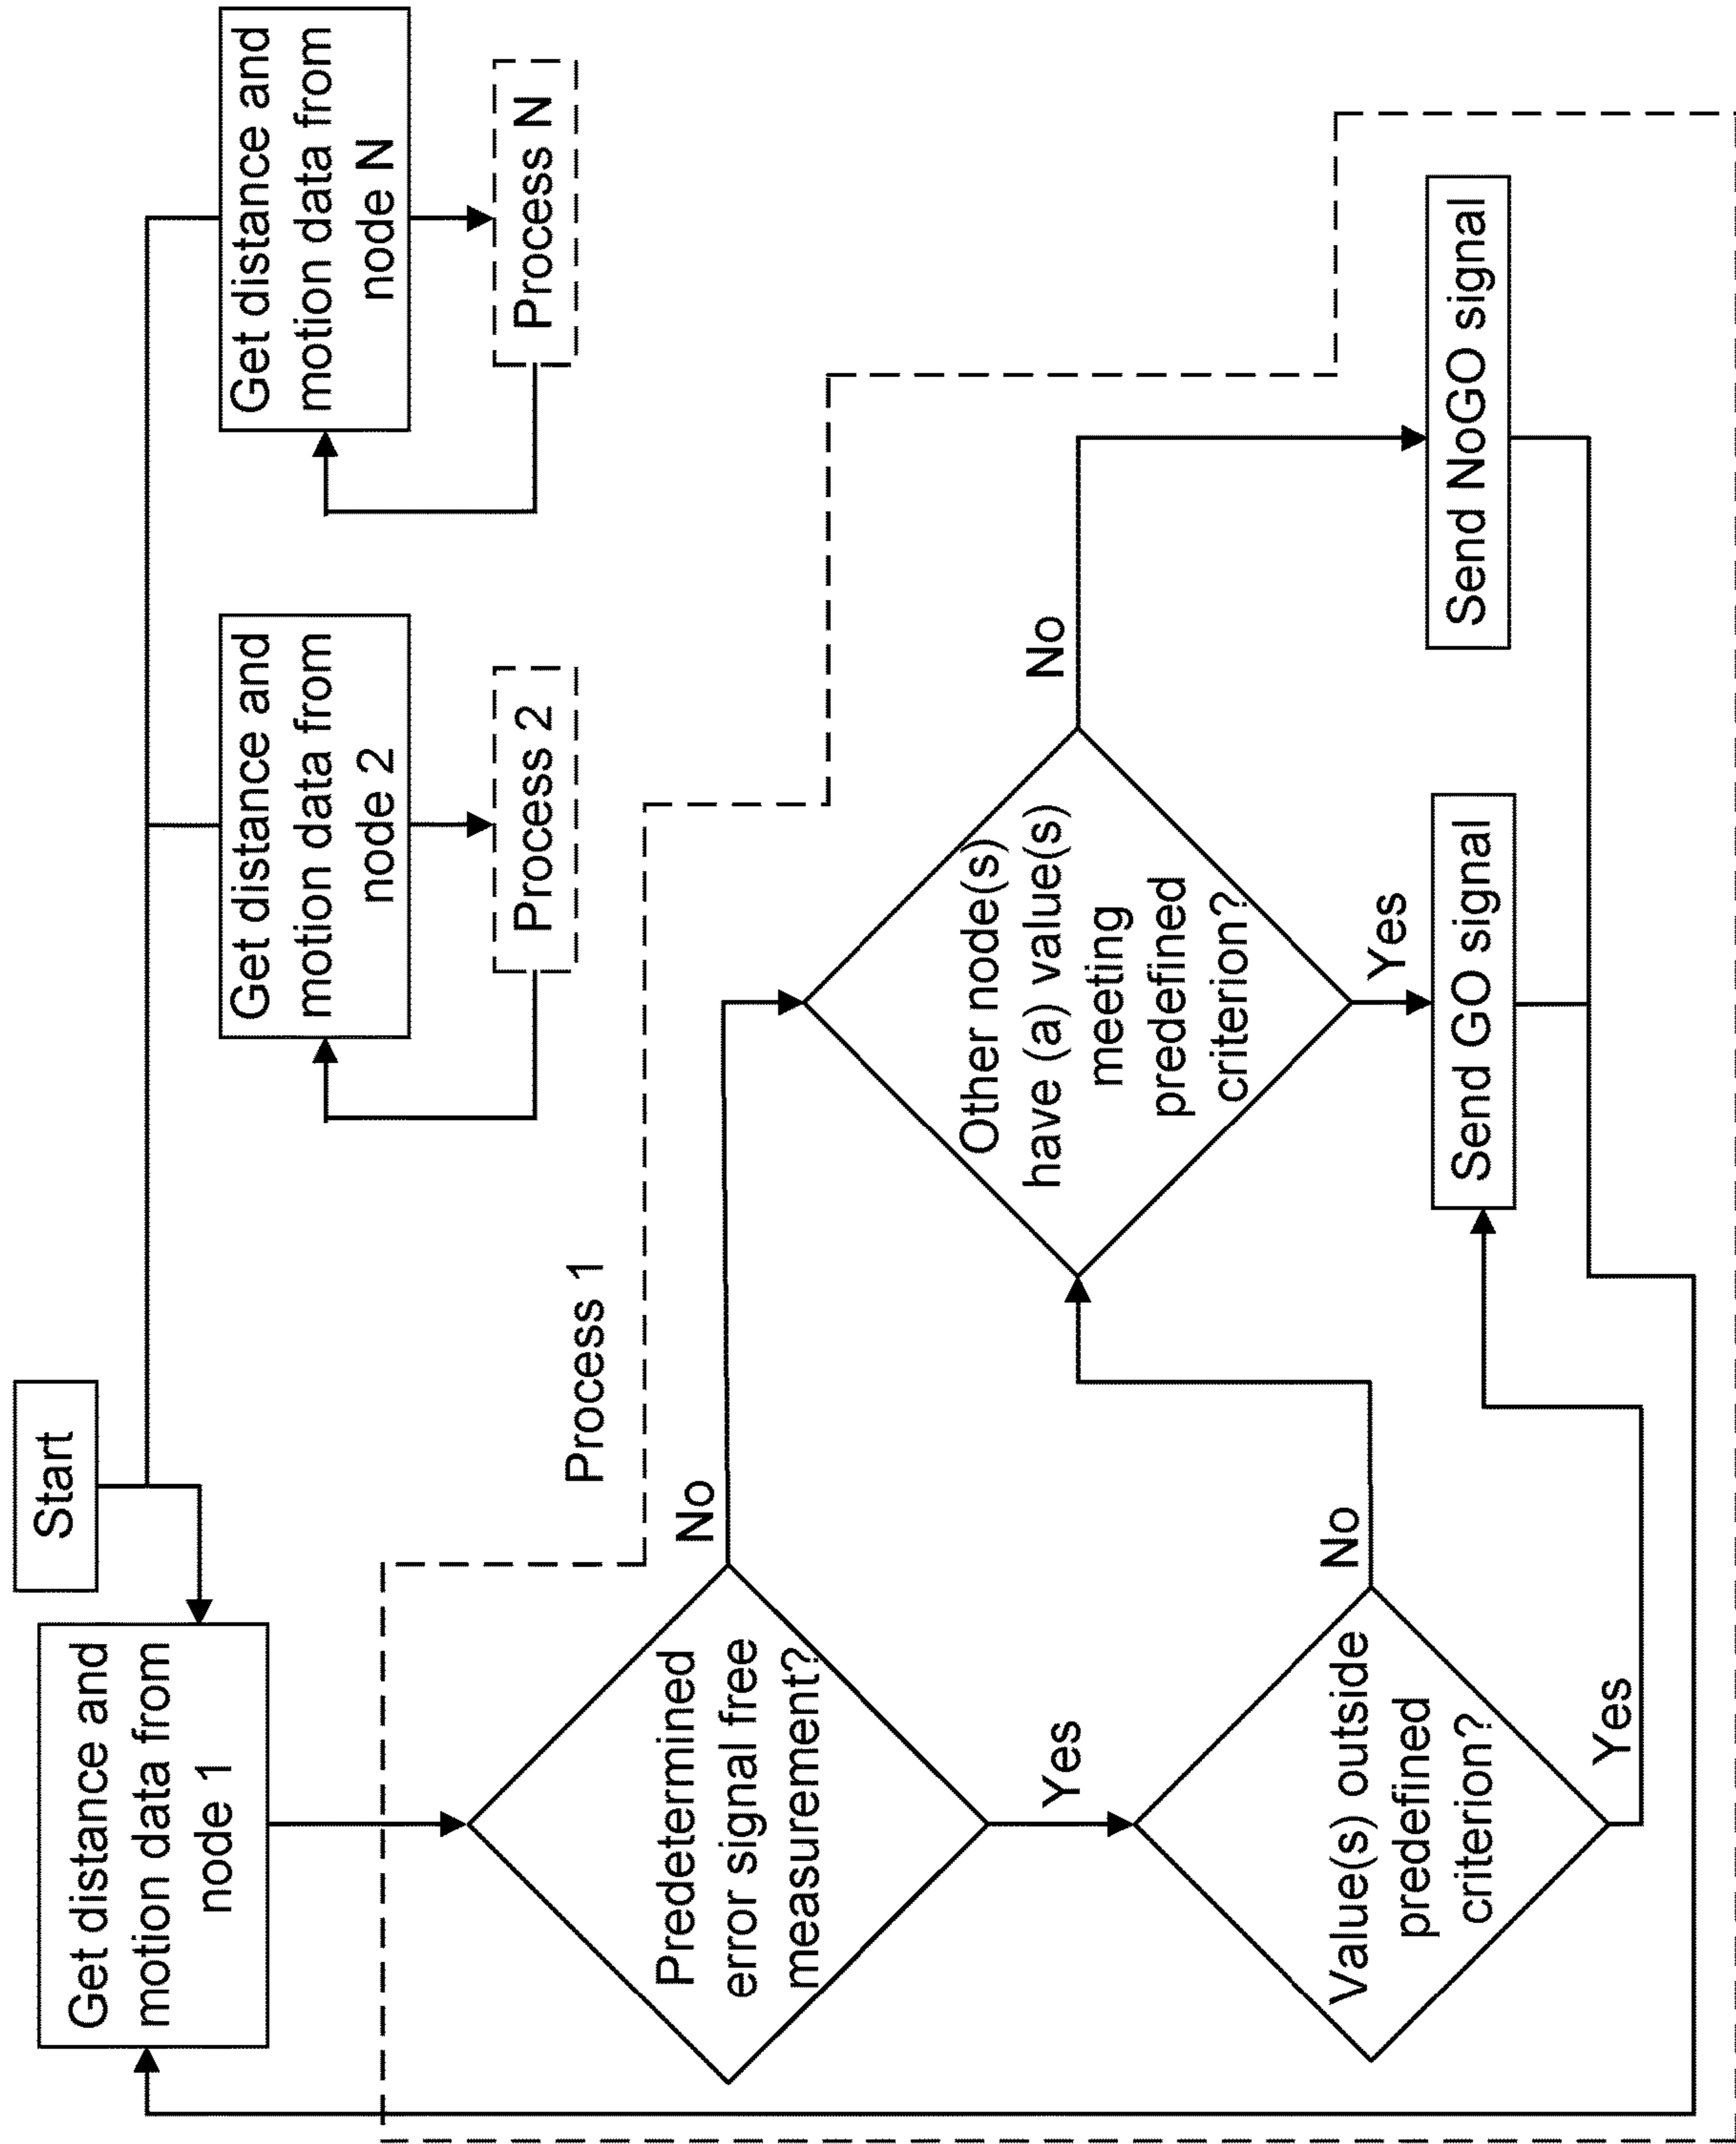 Start
Get distance and
motion data from
node 1
Get distance and
motion data from
node 2
Get distance and
motion data from
node N
Process 2
Process N
Process 1
Predetermined
error signal free
measurement?
No
Yes
Other node(s)
have (a) value(s)
meeting
predefined
criterion?
No
Yes
Value(s) outside
predefined
criterion?
No
Yes
Send GO signal
Send NoGO signal